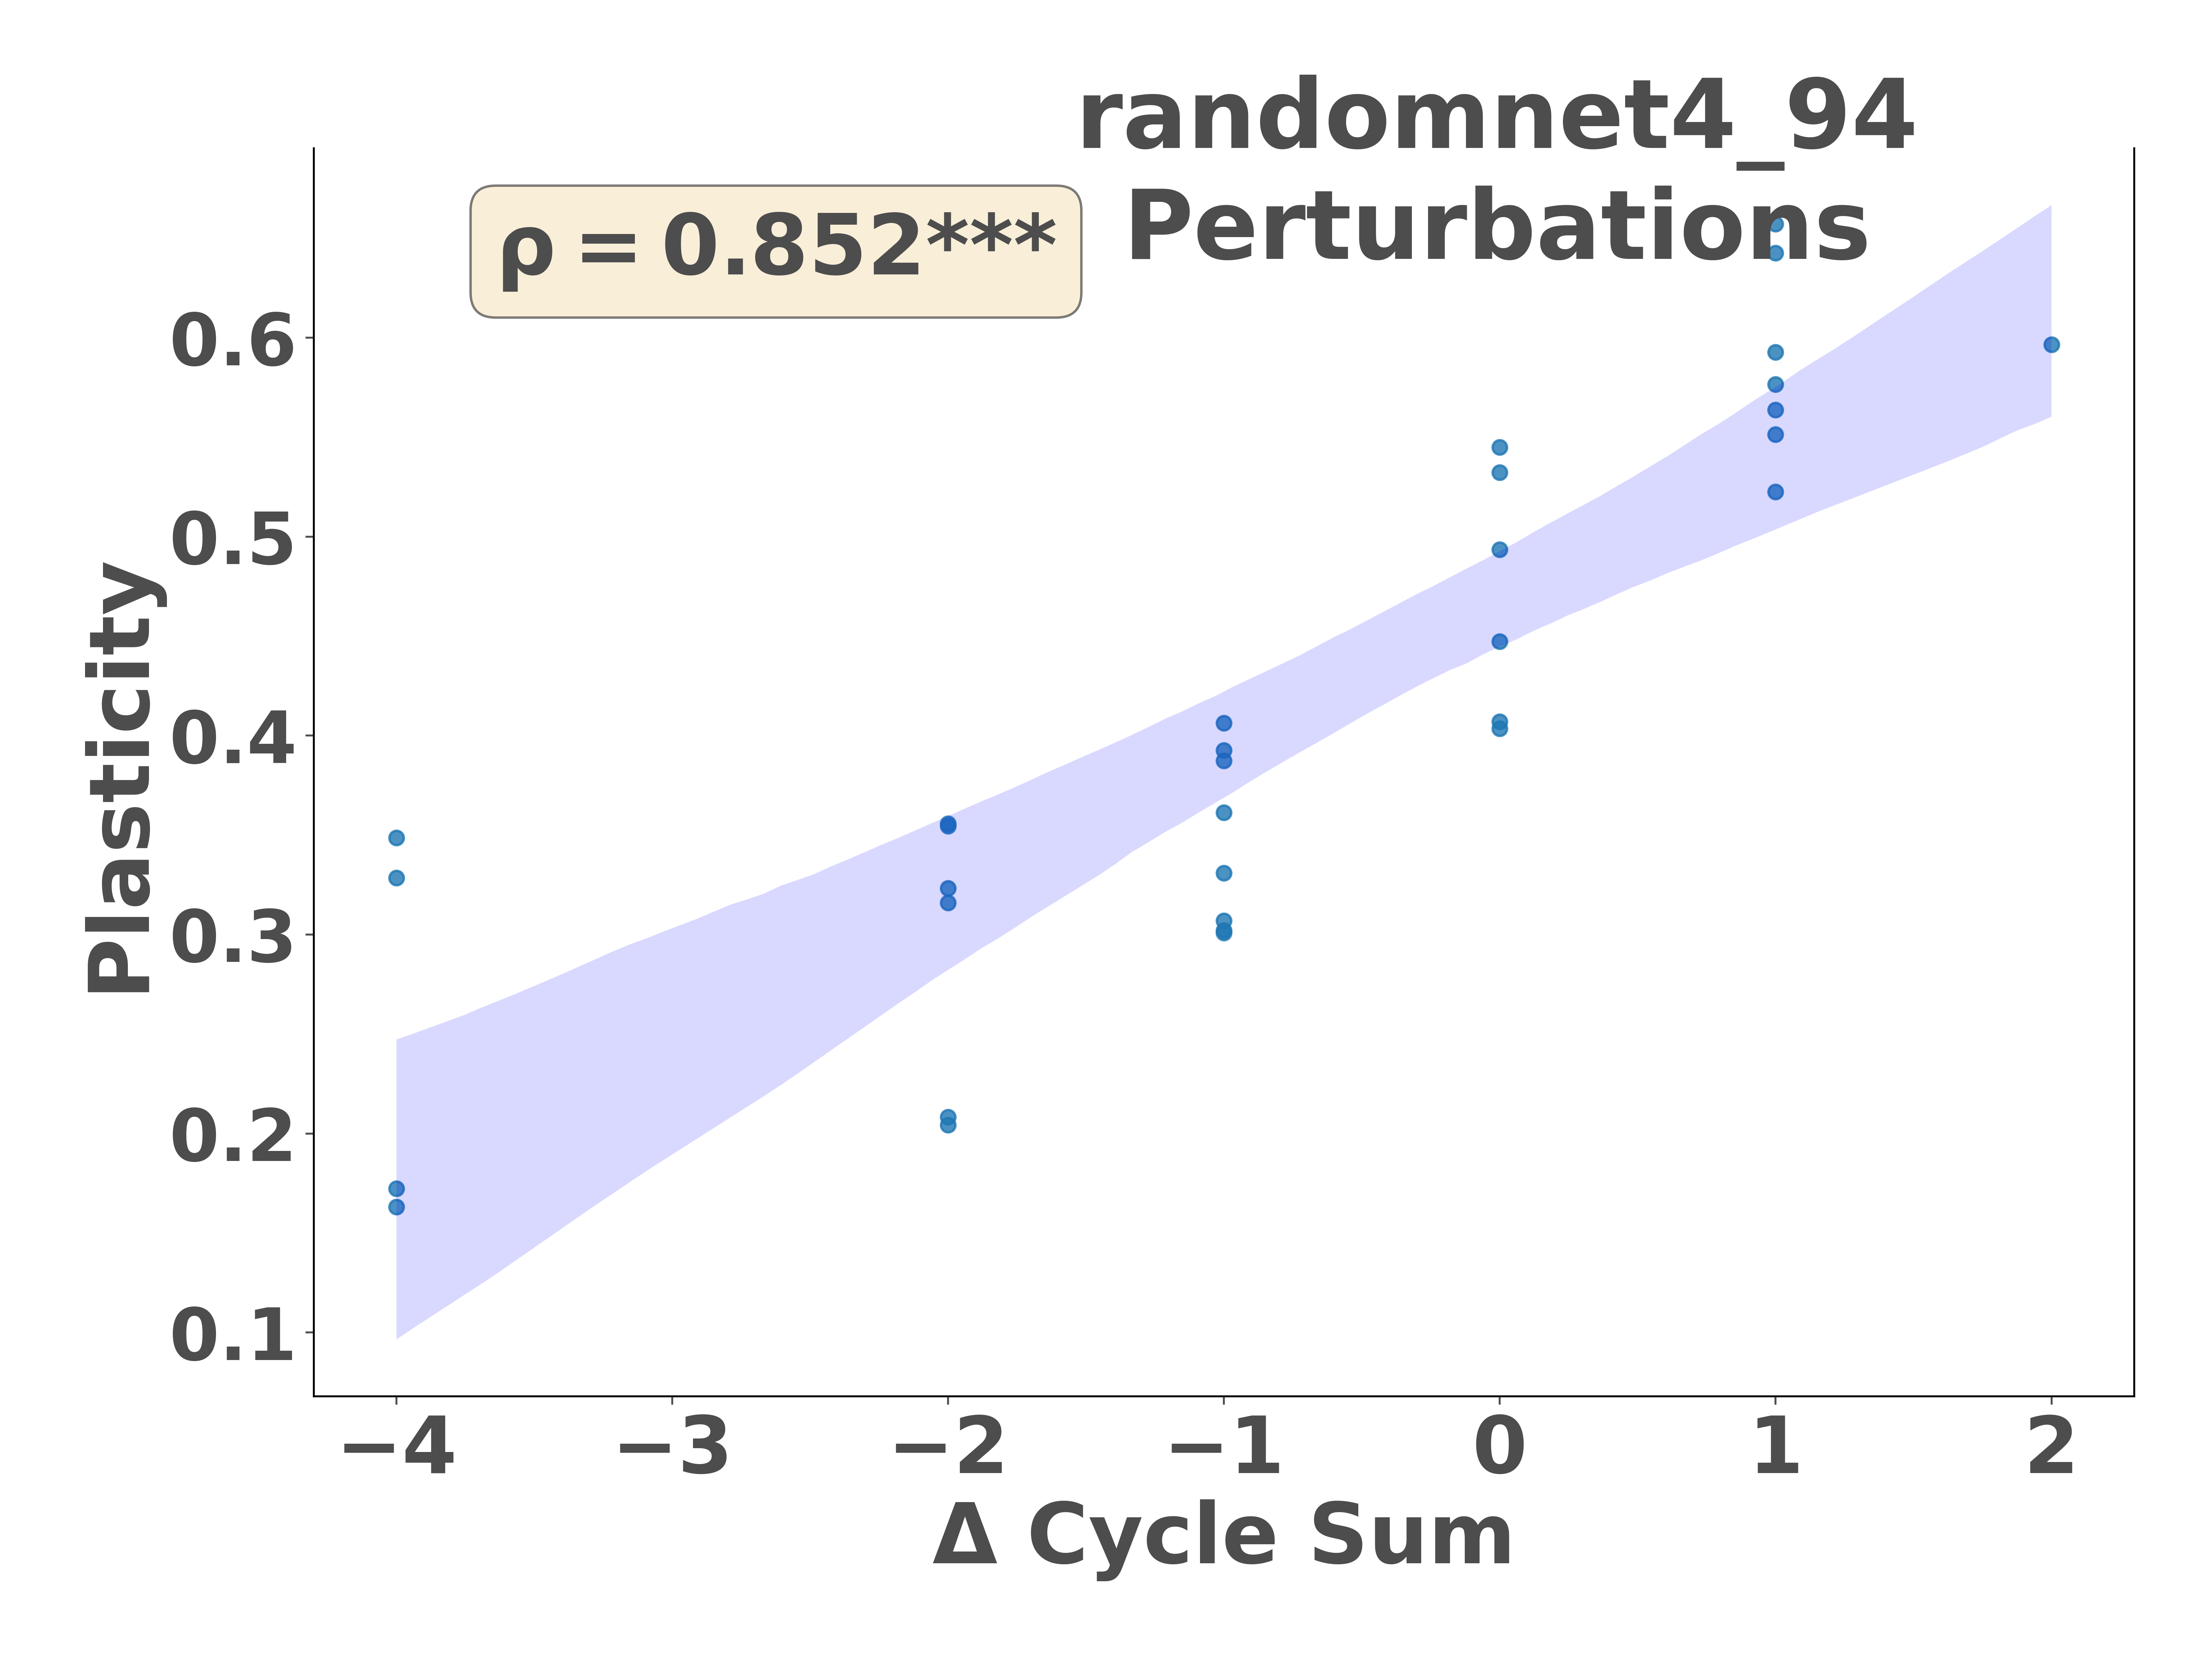 randomnet4_94
Perturbations
ρ = 0.852***
Plasticity
0.6
0.5
0.4
0.3
0.2
0.1
−4 −3 −2 −1 0 1 2
Δ Cycle Sum